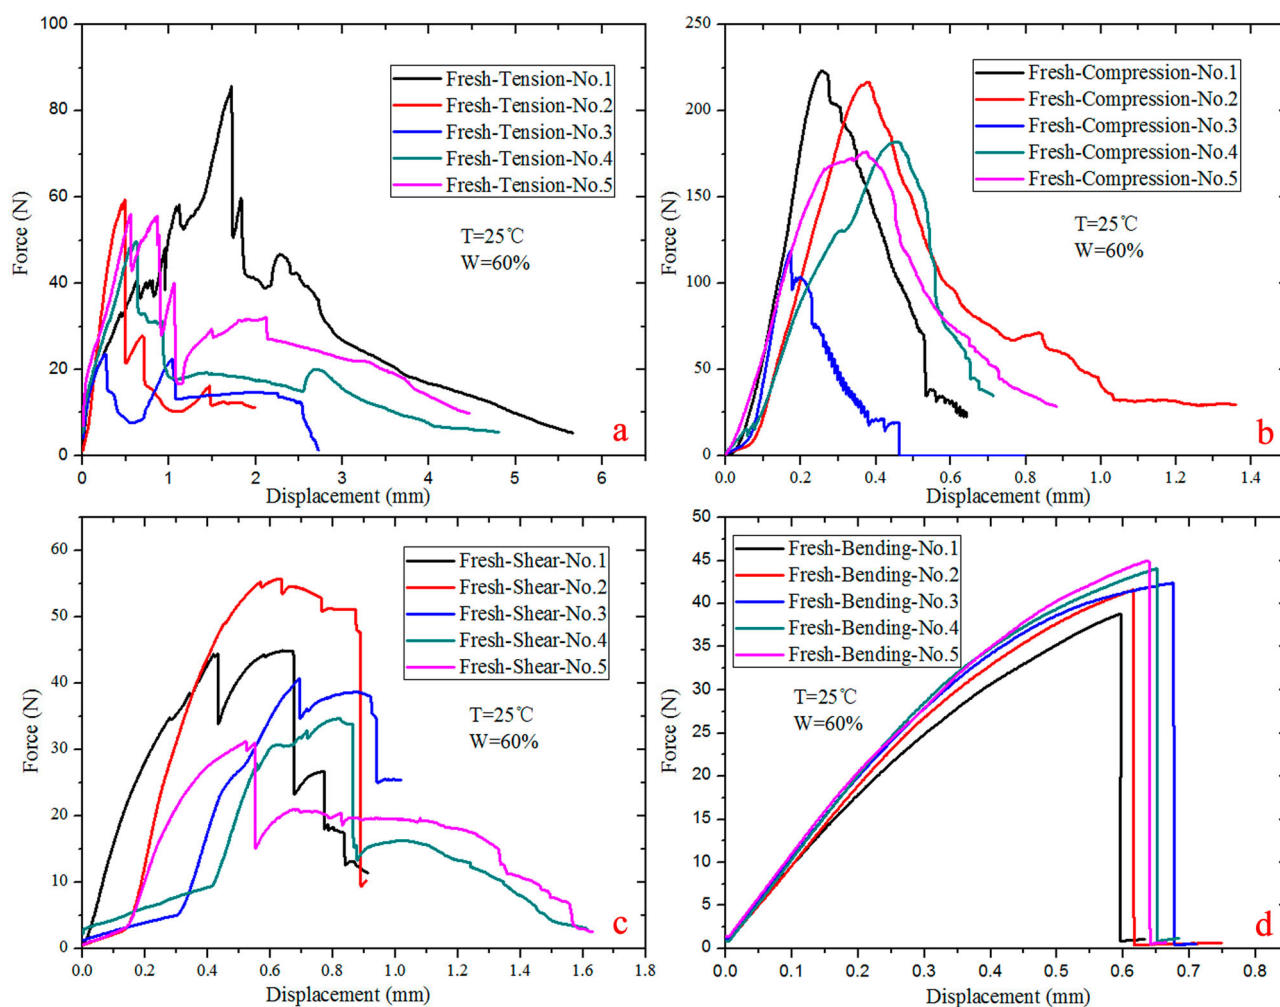 100
80
60
40
20
0
Force (N)
Fresh-Tension-No.1
Fresh-Tension-No.2
Fresh-Tension-No.3
Fresh-Tension-No.4
Fresh-Tension-No.5
T=25℃
W=60%
a
0 1 2 3 4 5 6
Displacement (mm)
250
200
150
100
50
0
Force (N)
Fresh-Compression-No.1
Fresh-Compression-No.2
Fresh-Compression-No.3
Fresh-Compression-No.4
Fresh-Compression-No.5
T=25℃
W=60%
b
0.0 0.2 0.4 0.6 0.8 1.0 1.2 1.4
Displacement (mm)
60
50
40
30
20
10
0
Force (N)
Fresh-Shear-No.1
Fresh-Shear-No.2
Fresh-Shear-No.3
Fresh-Shear-No.4
Fresh-Shear-No.5
T=25℃
W=60%
c
0.0 0.2 0.4 0.6 0.8 1.0 1.2 1.4 1.6 1.8
Displacement (mm)
50
45
40
35
30
25
20
15
10
5
0
Force (N)
Fresh-Bending-No.1
Fresh-Bending-No.2
Fresh-Bending-No.3
Fresh-Bending-No.4
Fresh-Bending-No.5
T=25℃
W=60%
d
0.0 0.1 0.2 0.3 0.4 0.5 0.6 0.7 0.8
Displacement (mm)